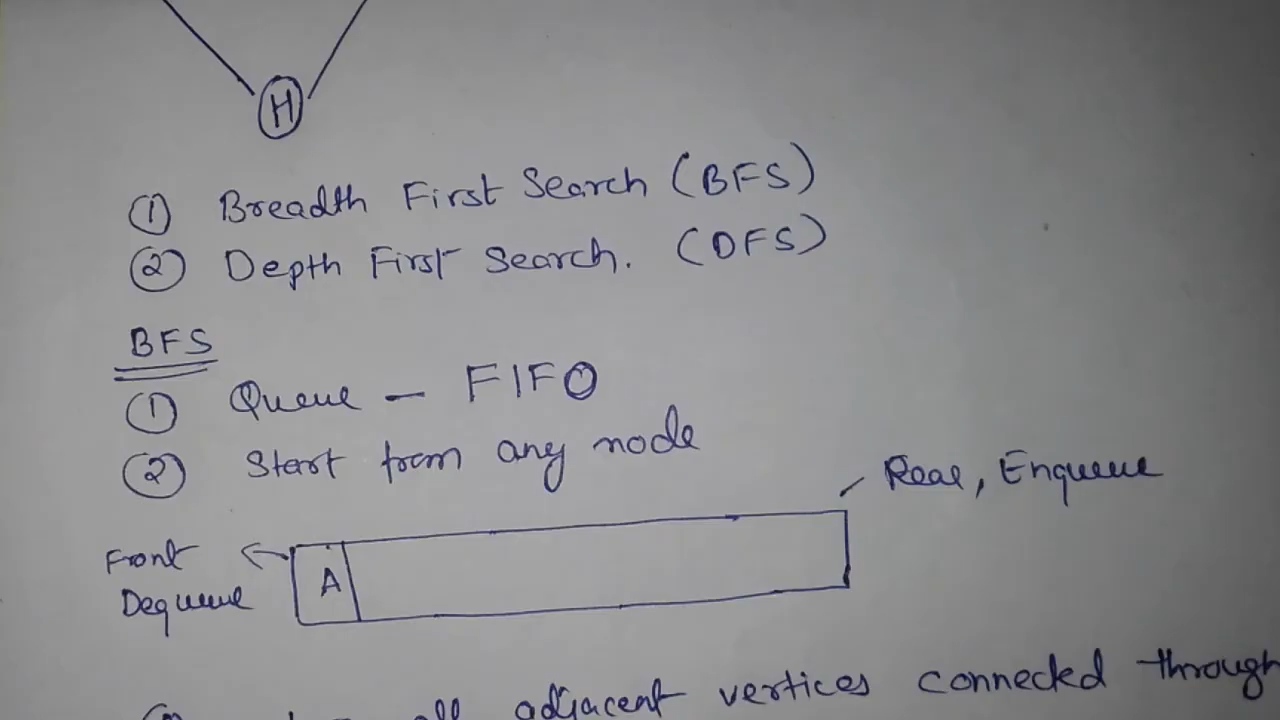 H
① Breadth First Search (BFS)
② Depth First Search. (DFS)
BFS
① Queue – FIFO
② Start from any node
Rear, Enqueue
Front
Dequeue
A
all adjacent vertices connected through